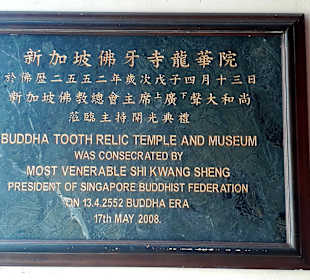 新加坡佛牙寺龍華院
於佛曆二五五二年歲次戊子四月十三日
新加坡佛教總會主席上廣下聲大和尚
蒞臨主持開光典禮
BUDDHA TOOTH RELIC TEMPLE AND MUSEUM
WAS CONSECRATED BY
MOST VENERABLE SHI KWANG SHENG
PRESIDENT OF SINGAPORE BUDDHIST FEDERATION
ON 13.4.2552 BUDDHA ERA
17th MAY 2008.